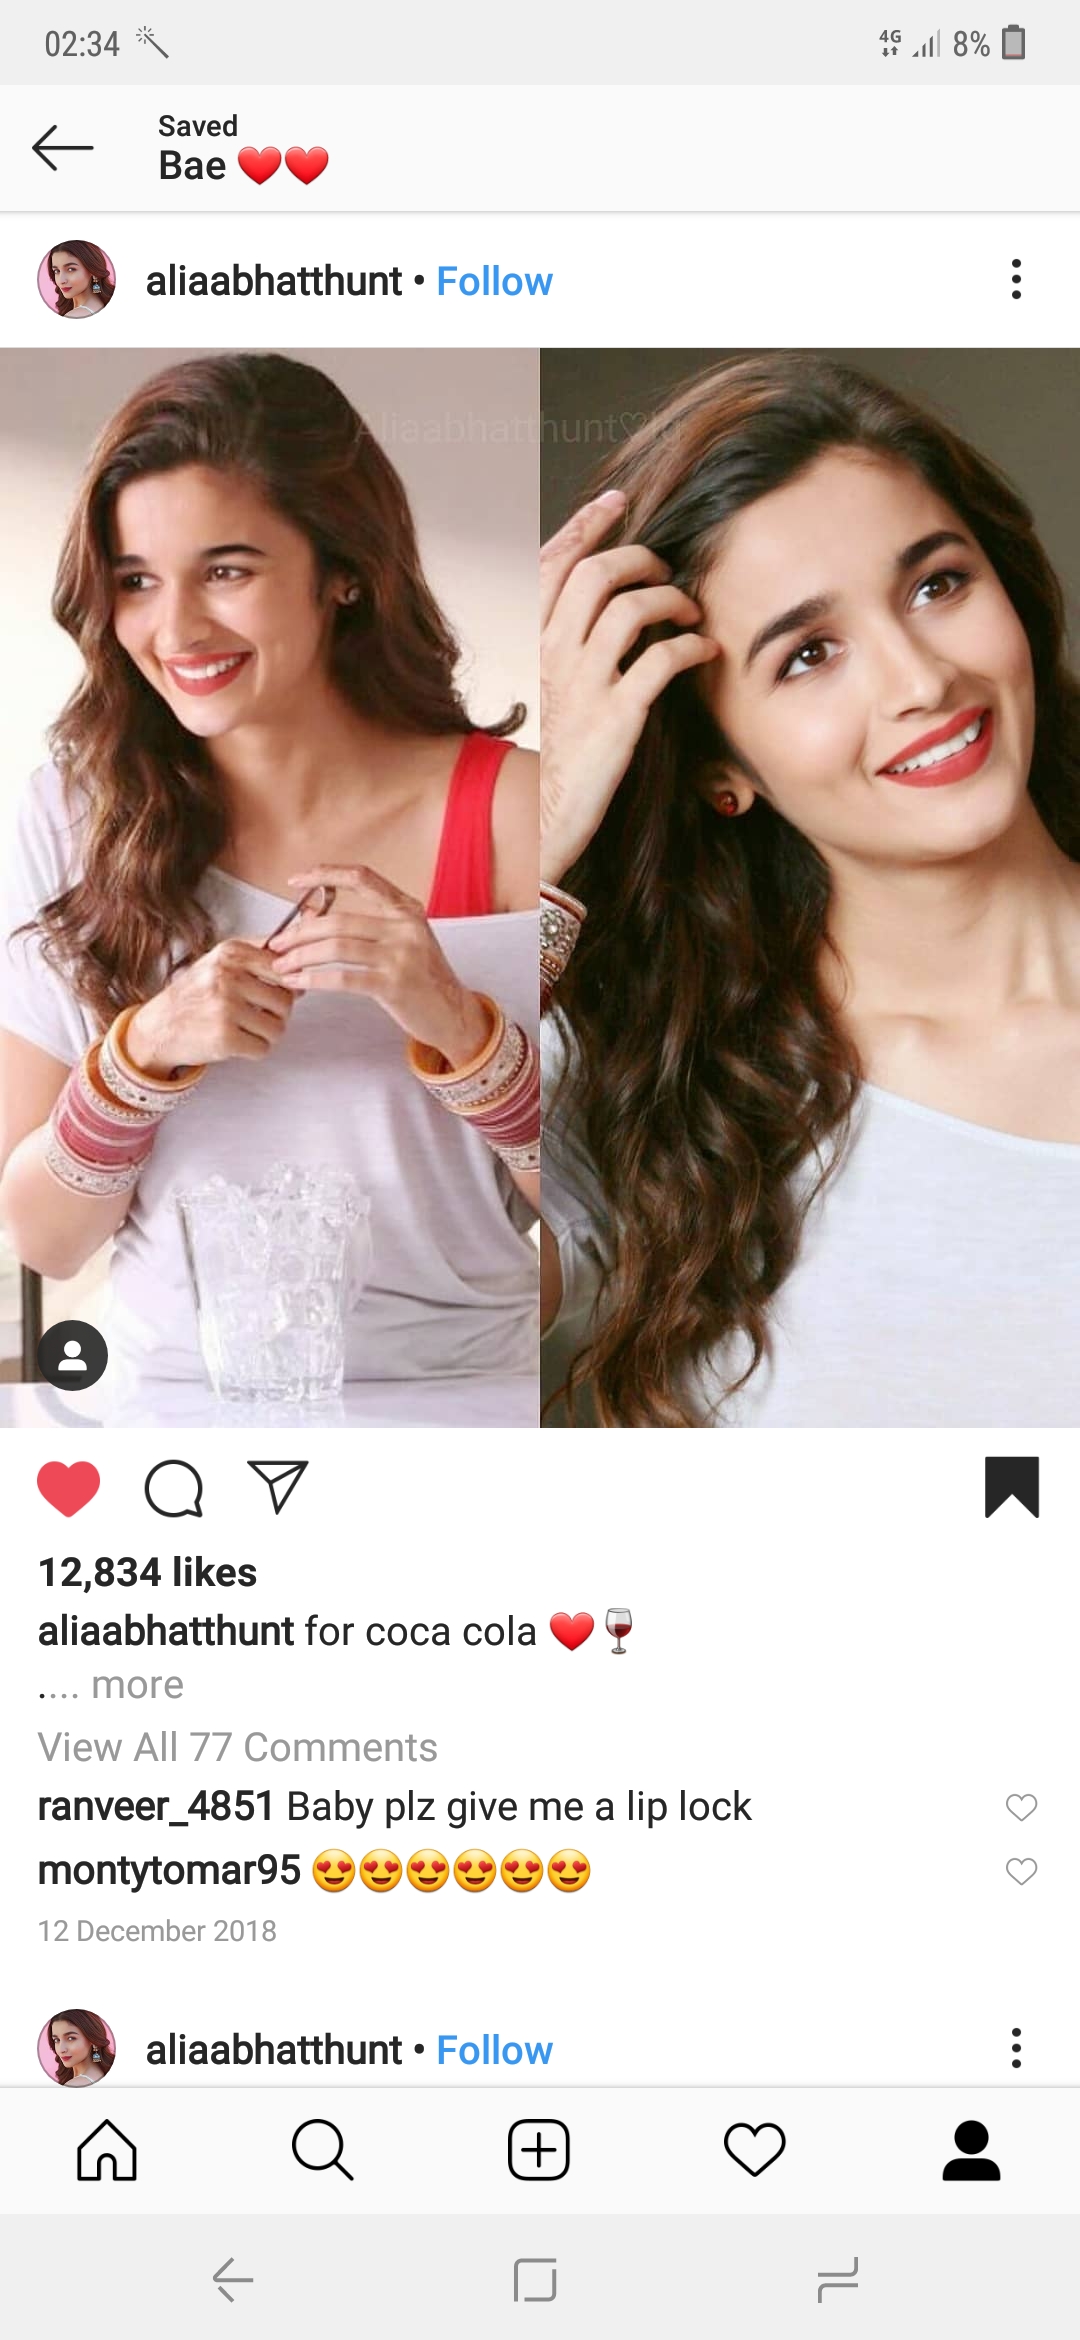 02:34
4G 8%
Saved
Bae ❤️❤️
aliaabhatthunt • Follow
Aliaabhatthunt♡
aliaabhatthunt for coca cola ❤️🍷
.... more
12,834 likes
View All 77 Comments
ranveer_4851 Baby plz give me a lip lock
montytomar95 😍😍😍😍😍😍
12 December 2018
aliaabhatthunt • Follow